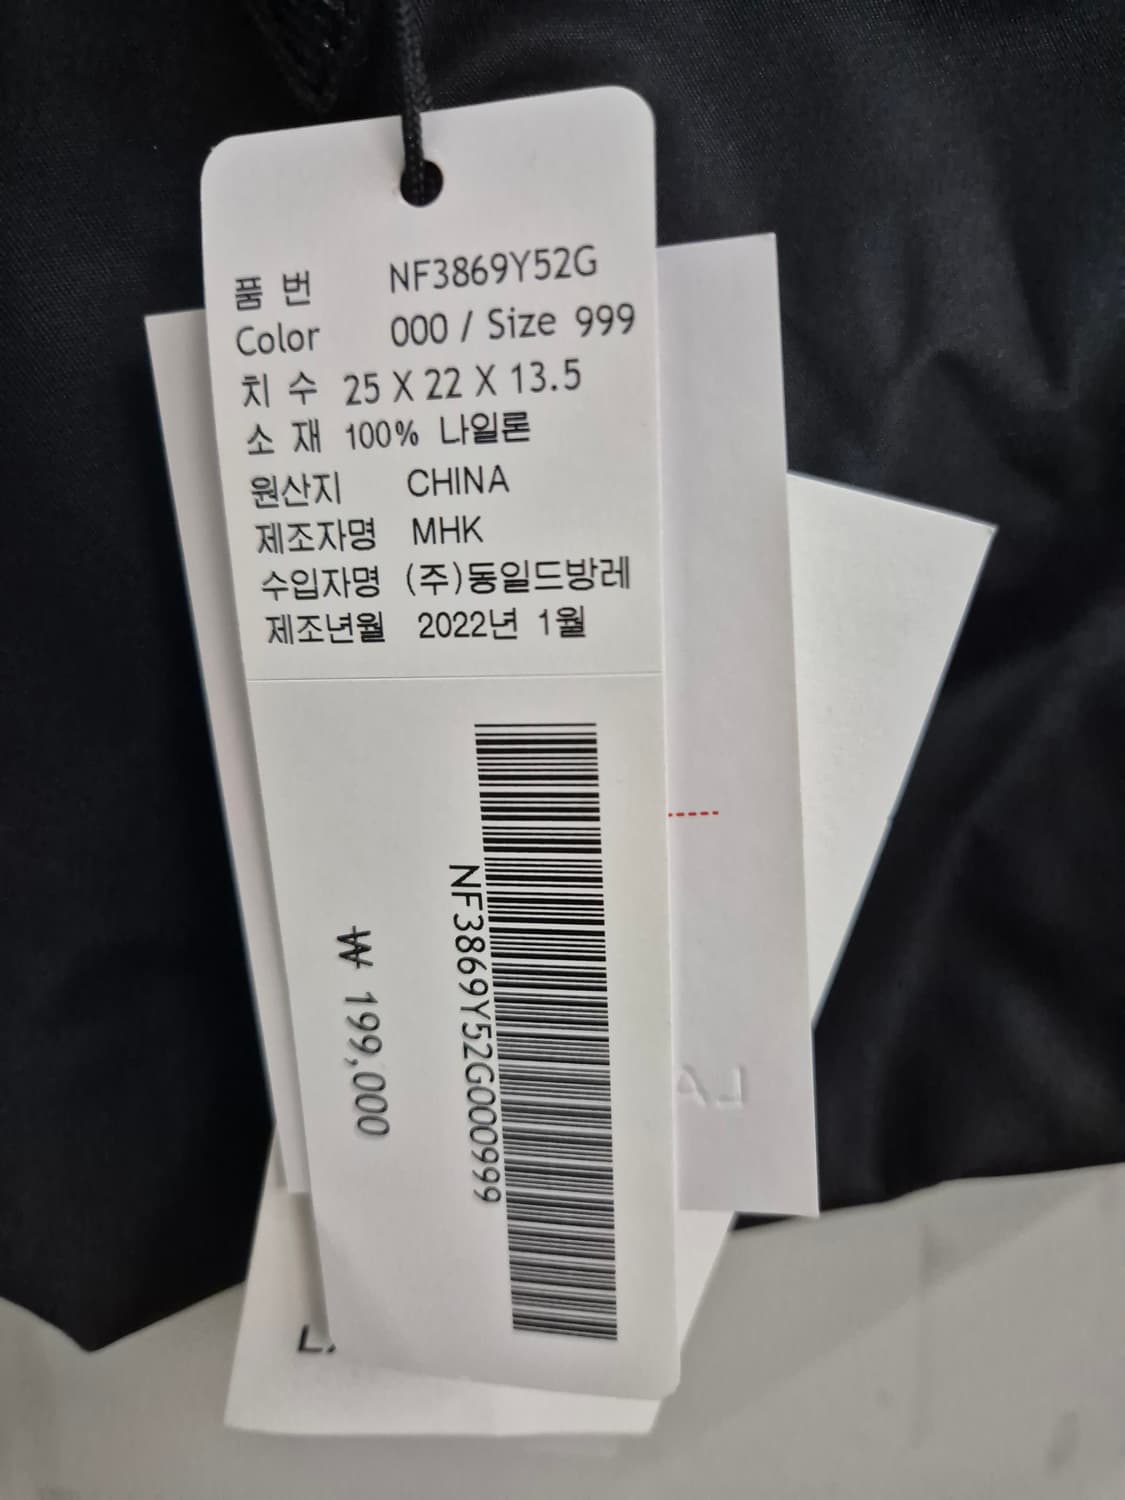 품 번 NF3869Y52G
Color 000 / Size 999
치 수 25 X 22 X 13.5
소 재 100% 나일론
원산지 CHINA
제조자명 MHK
수입자명 (주)동일드방레
제조년월 2022년 1월
NF3869Y52G000999
₩ 199,000
LA